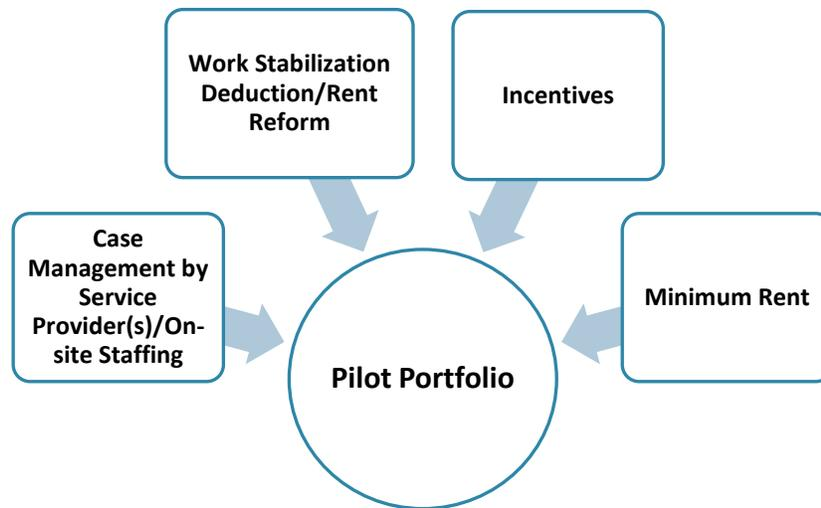 Work Stabilization
Deduction/Rent
Reform
Incentives
Case
Management by
Service
Provider(s)/On-
site Staffing
Minimum Rent
Pilot Portfolio